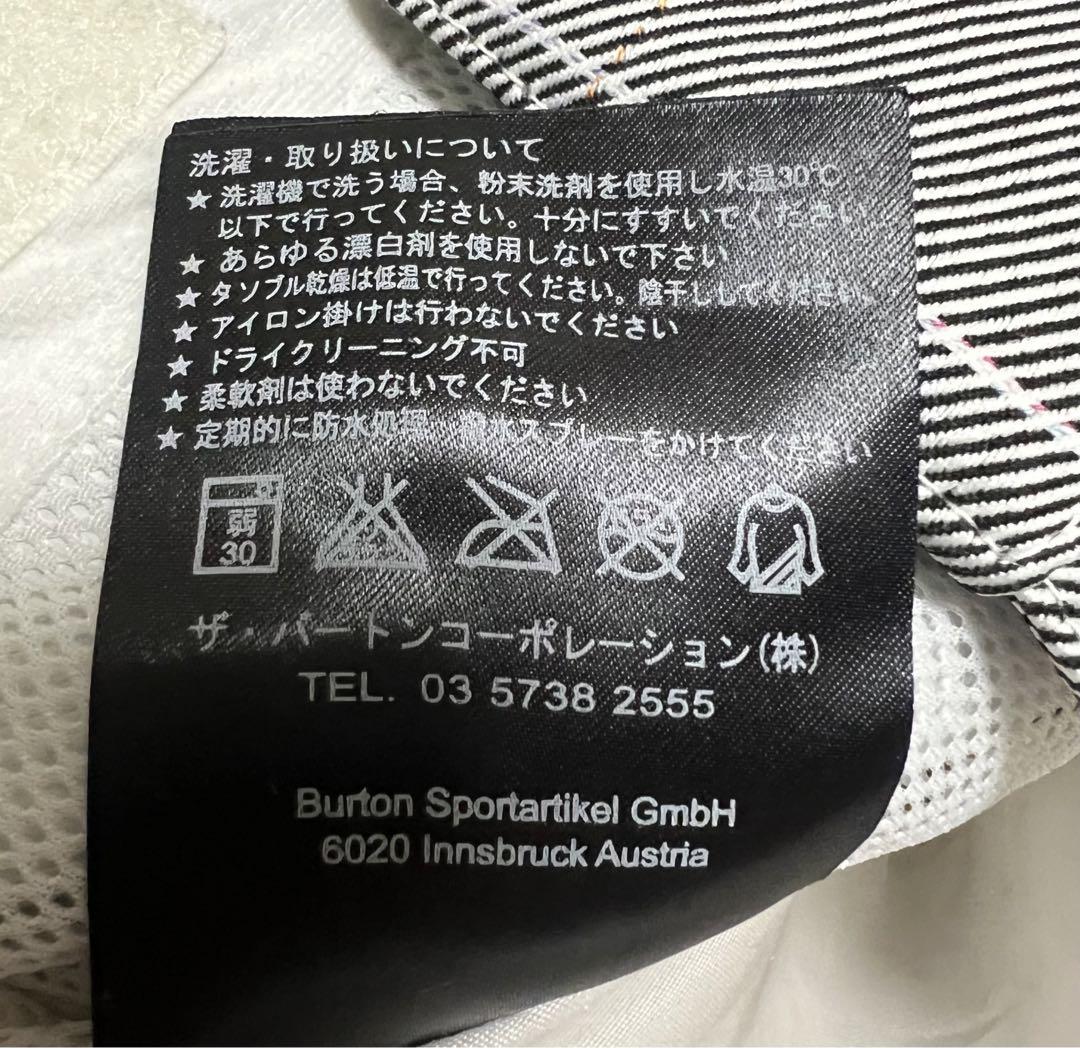 洗濯・取り扱いについて
★洗濯機で洗う場合、粉末洗剤を使用し水温30℃
以下で行ってください。十分にすすいでください
★あらゆる漂白剤を使用しないで下さい
★タンブル乾燥は低温で行ってください。陰干ししてください。
★アイロン掛けは行わないでください
★ドライクリーニング不可
★柔軟剤は使わないでください
★定期的に防水処理 スプレーをかけてください
弱
30
ザ・バートンコーポレーション(株)
TEL. 03 5738 2555
Burton Sportartikel GmbH
6020 Innsbruck Austria